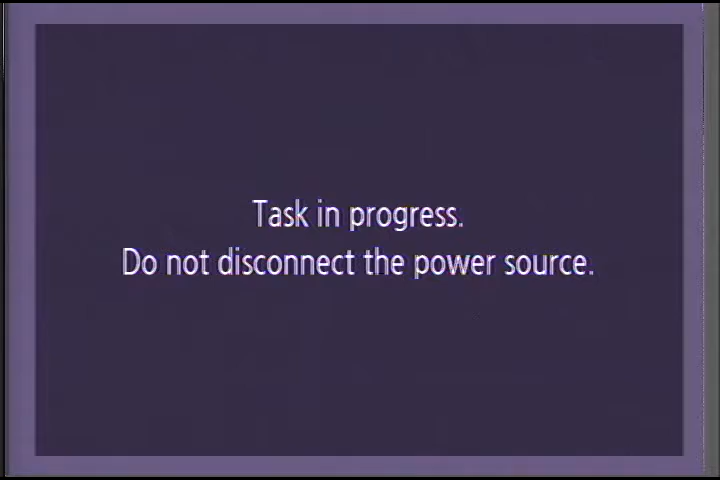 Task in progress.
Do not disconnect the power source.